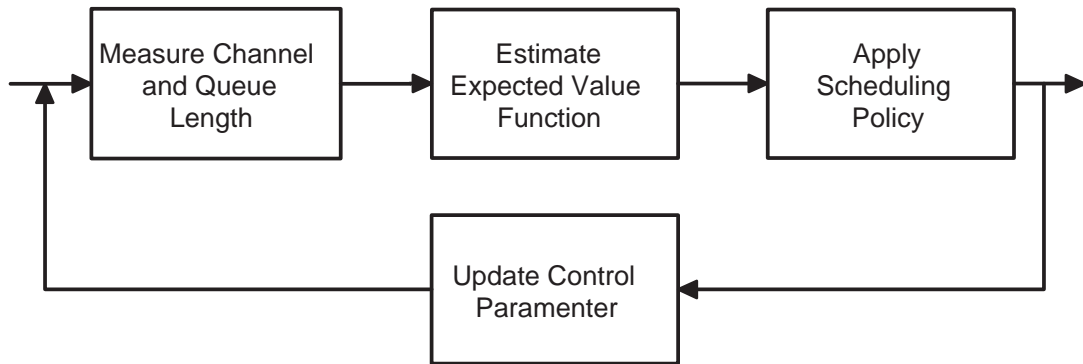 Measure Channel
and Queue
Length
Estimate
Expected Value
Function
Apply
Scheduling
Policy
Update Control
Paramenter